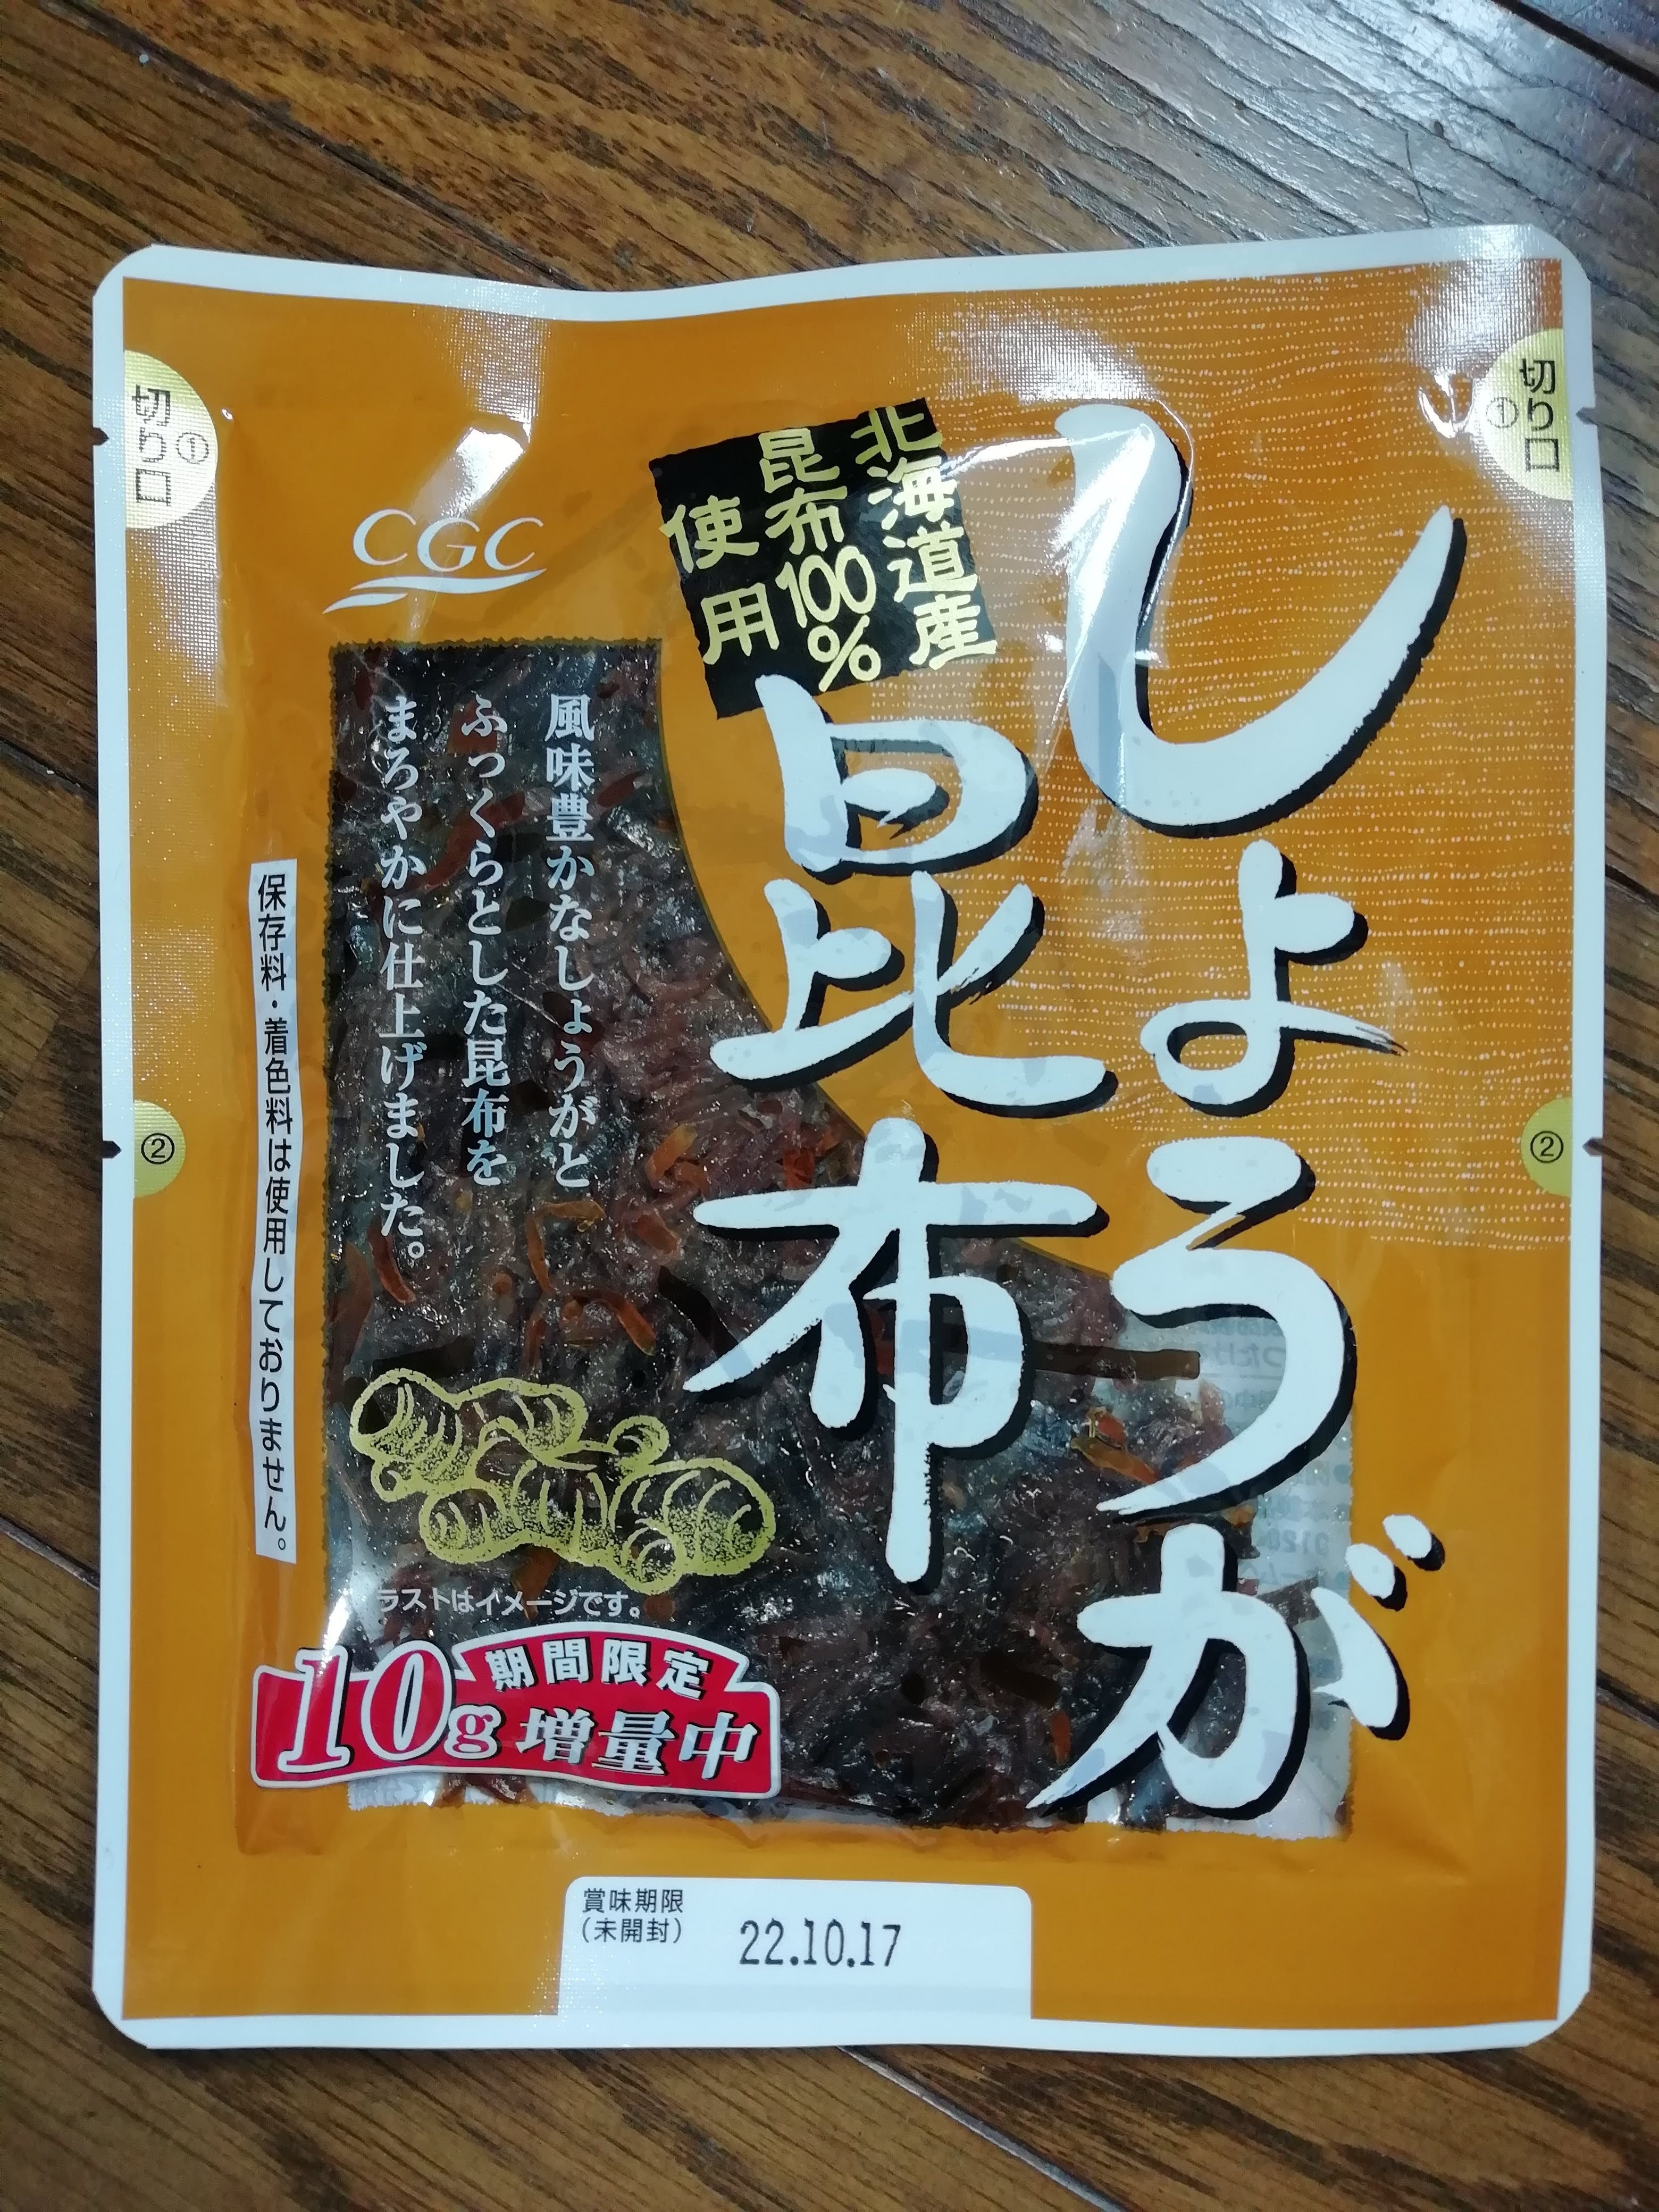 切り口
①
切り口
①
CGC
北海道産
昆布100%
使用
しょうが
昆布
風味豊かなしょうがと
ふっくらとした昆布を
まろやかに仕上げました。
保存料・着色料は使用しておりません。
②
②
ラストはイメージです。
期間限定
10g増量中
賞味期限
(未開封)
22.10.17